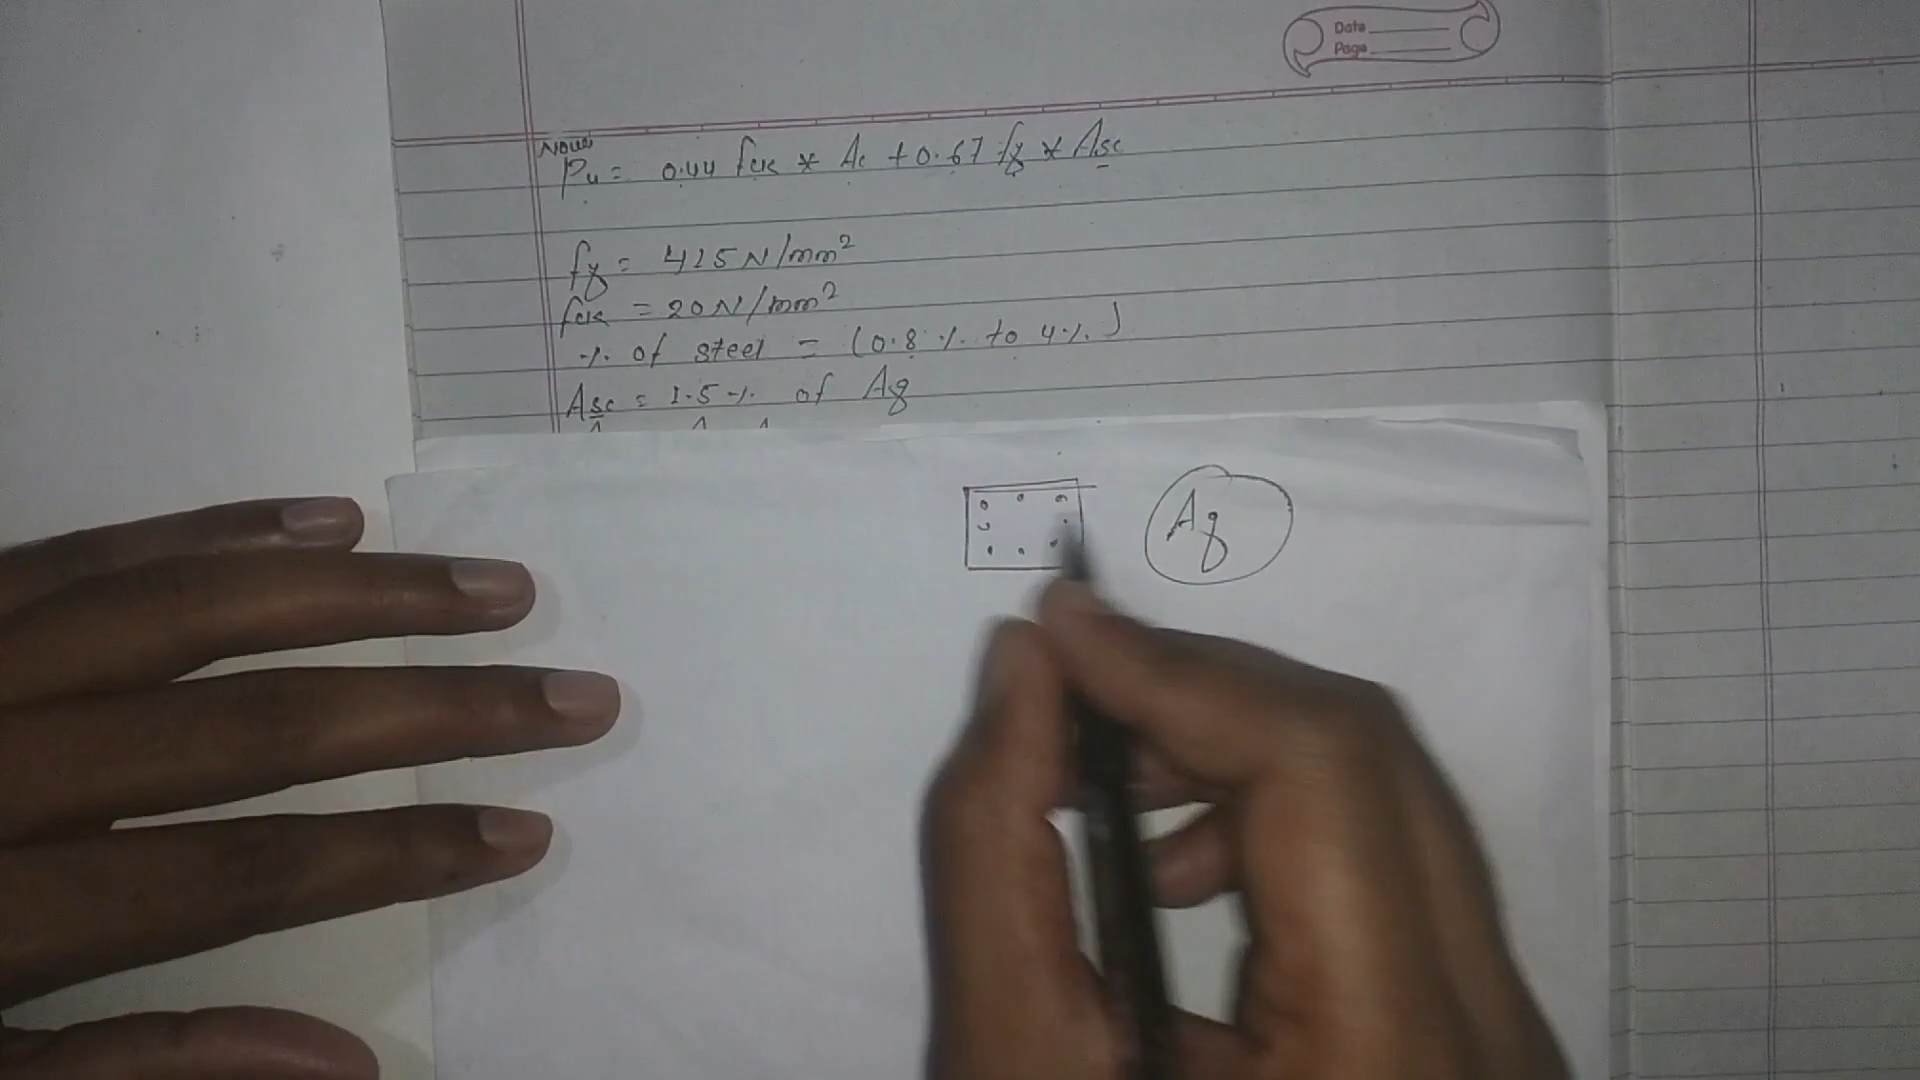 Date
Page
Now
Pu = 0.44 fck * Ac + 0.67 fy * Asc
fy = 415 N/mm²
fck = 20 N/mm²
% of steel = (0.8 % to 4 %)
Asc = 1.5 % of Ag
Ag